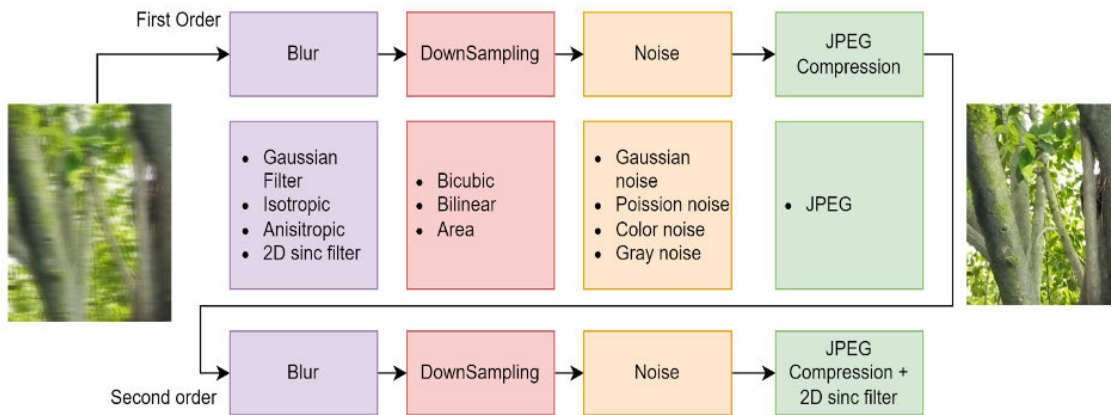 First Order
Blur
DownSampling
Noise
JPEG
Compression
• Gaussian
Filter
• Isotropic
• Anisitropic
• 2D sinc filter
• Bicubic
• Bilinear
• Area
• Gaussian
noise
• Poission noise
• Color noise
• Gray noise
• JPEG
Second order
Blur
DownSampling
Noise
JPEG
Compression +
2D sinc filter